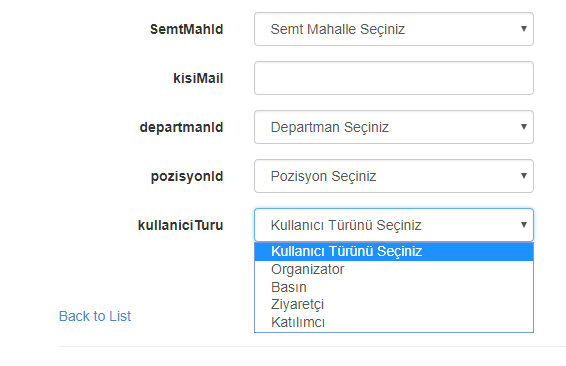 SemtMahId Semt Mahalle Seçiniz
kisiMail
departmanId Departman Seçiniz
pozisyonId Pozisyon Seçiniz
kullaniciTuru Kullanıcı Türünü Seçiniz
Kullanıcı Türünü Seçiniz
Organizator
Basın
Ziyaretçi
Katılımcı
Back to List